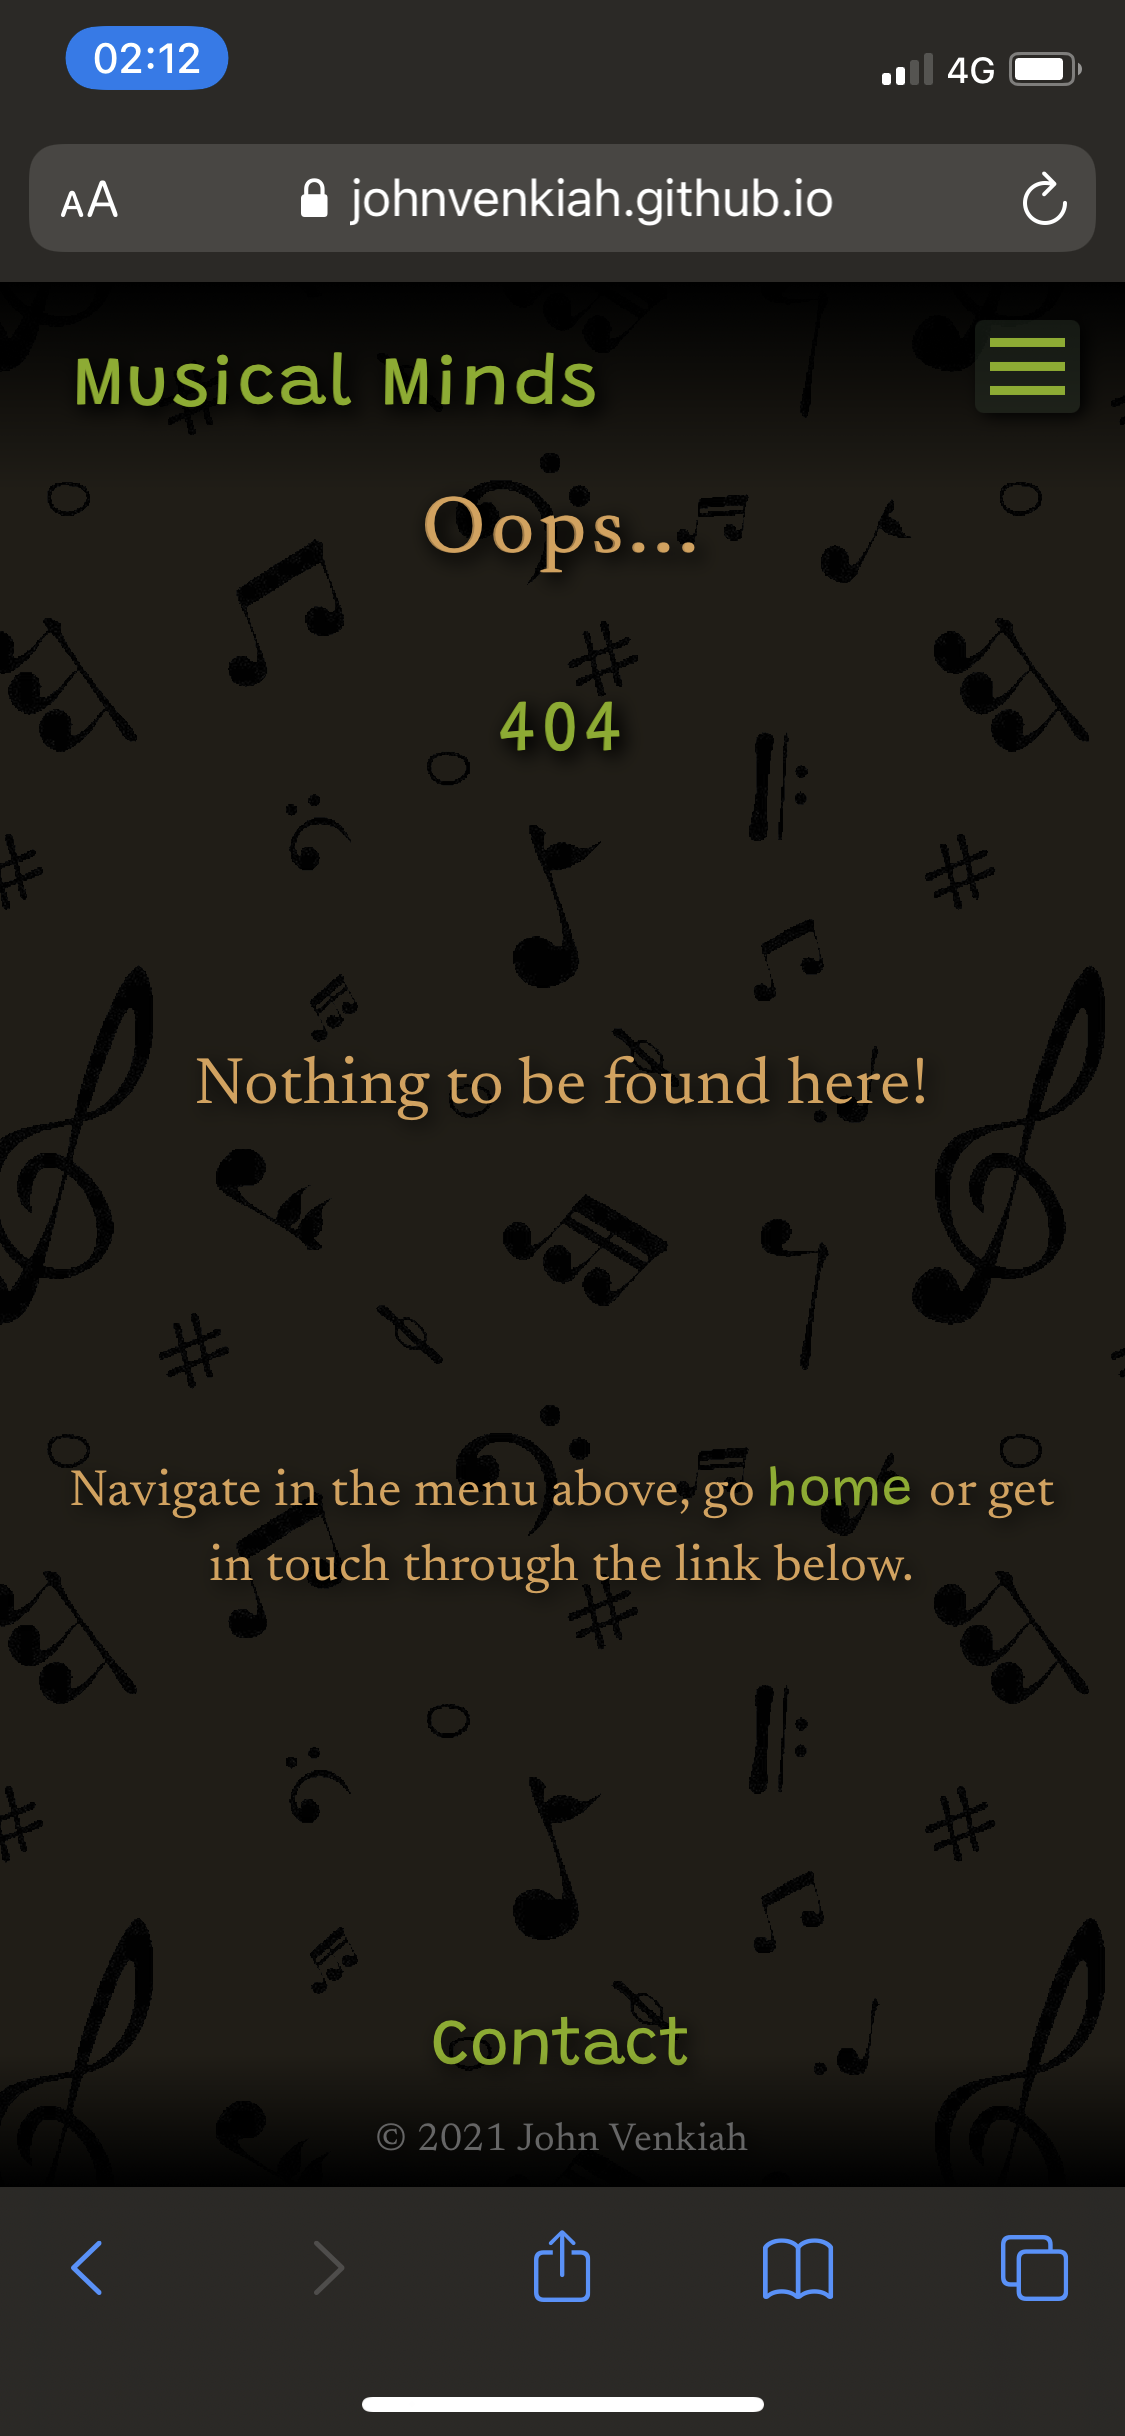 02:12
4G
AA
johnvenkiah.github.io
Musical Minds
Oops...
404
Nothing to be found here!
Navigate in the menu above, go home or get
in touch through the link below.
Contact
© 2021 John Venkiah